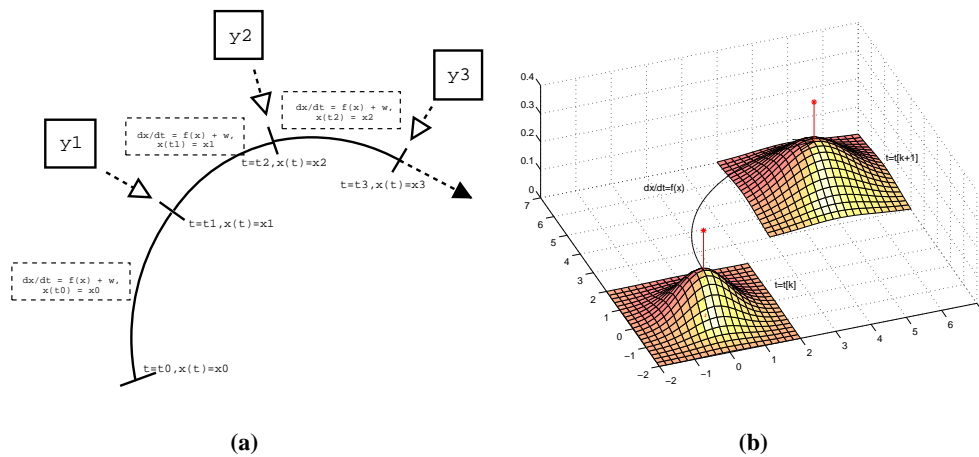 y1
y2
y3
dx/dt = f(x) + w,
x(t2) = x2
dx/dt = f(x) + w,
x(t1) = x1
t=t2,x(t)=x2
t=t3,x(t)=x3
t=t1,x(t)=x1
dx/dt = f(x) + w,
x(t0) = x0
t=t0,x(t)=x0
(a)
0.4
0.3
0.2
0.1
0
7
6
5
4
3
2
1
0
−1
−2
−2
−1
0
1
2
3
4
5
6
dx/dt=f(x)
t=t[k+1]
t=t[k]
(b)